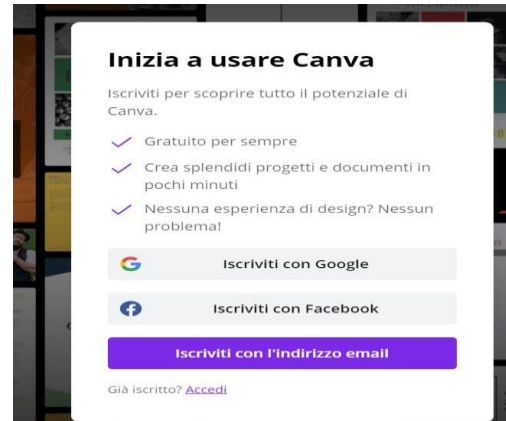 Inizia a usare Canva
Iscriviti per scoprire tutto il potenziale di
Canva.
Gratuito per sempre
Crea splendidi progetti e documenti in
pochi minuti
Nessuna esperienza di design? Nessun
problema!
Iscriviti con Google
Iscriviti con Facebook
Iscriviti con l'indirizzo email
Già iscritto? Accedi